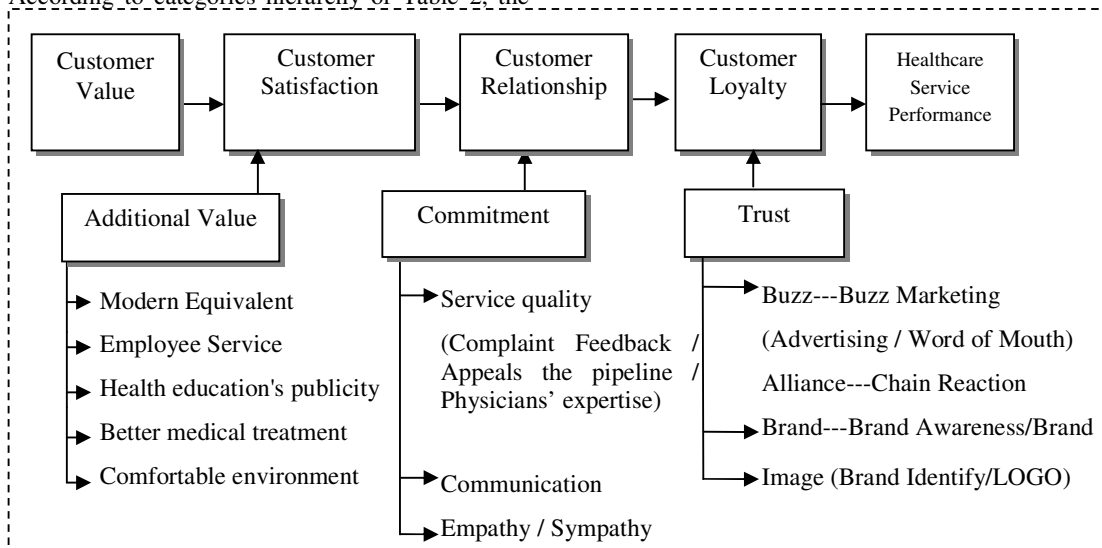 According to categories hierarchy of Table 2, the
Customer
Value
Customer
Satisfaction
Customer
Relationship
Customer
Loyalty
Healthcare
Service
Performance
Additional Value
Commitment
Trust
Modern Equivalent
Employee Service
Health education's publicity
Better medical treatment
Comfortable environment
Service quality
(Complaint Feedback /
Appeals the pipeline /
Physicians’ expertise)
Communication
Empathy / Sympathy
Buzz---Buzz Marketing
(Advertising / Word of Mouth)
Alliance---Chain Reaction
Brand---Brand Awareness/Brand
Image (Brand Identify/LOGO)